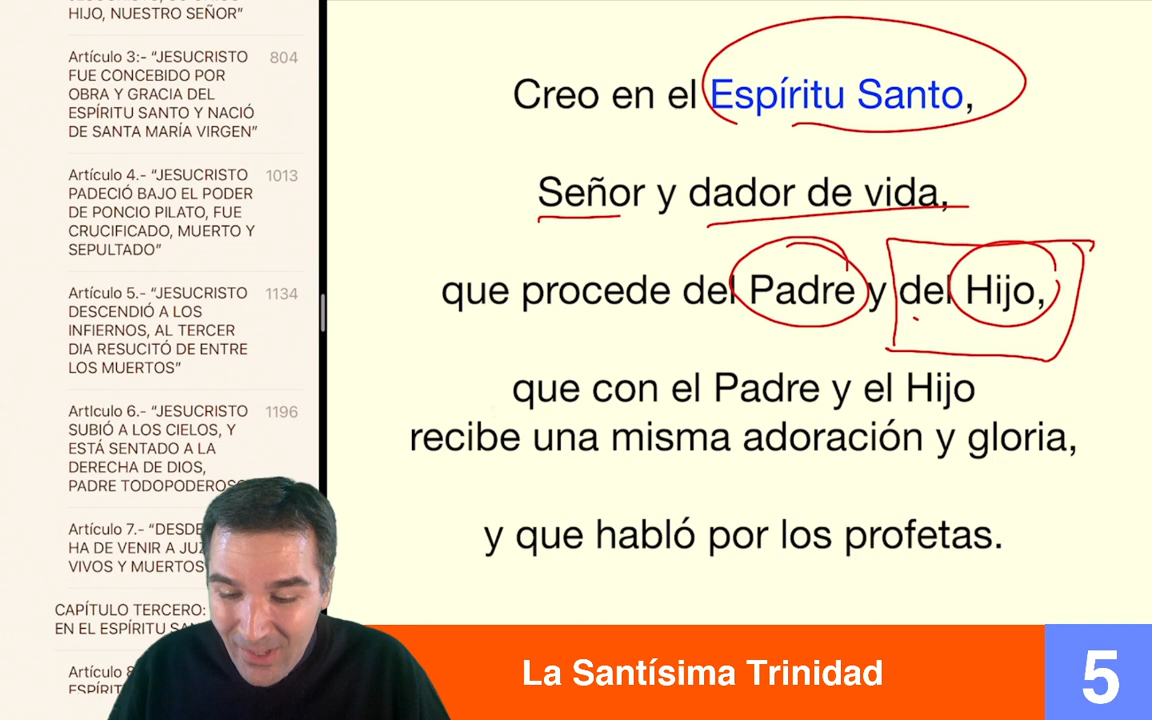 HIJO, NUESTRO SEÑOR”
Artículo 3:- “JESUCRISTO 804
FUE CONCEBIDO POR
OBRA Y GRACIA DEL
ESPÍRITU SANTO Y NACIÓ
DE SANTA MARÍA VIRGEN”
Artículo 4.- “JESUCRISTO 1013
PADECIÓ BAJO EL PODER
DE PONCIO PILATO, FUE
CRUCIFICADO, MUERTO Y
SEPULTADO”
Artículo 5.- “JESUCRISTO 1134
DESCENDIÓ A LOS
INFIERNOS, AL TERCER
DIA RESUCITÓ DE ENTRE
LOS MUERTOS”
Artículo 6.- “JESUCRISTO 1196
SUBIÓ A LOS CIELOS, Y
ESTÁ SENTADO A LA
DERECHA DE DIOS,
PADRE TODOPODEROSO
Artículo 7.- “DESDE
HA DE VENIR A
VIVOS Y MUERTOS
CAPÍTULO TERCERO:
EN EL ESPÍRITU
Artículo 8
Creo en el Espíritu Santo,
Señor y dador de vida,
que procede del Padre y del Hijo,
que con el Padre y el Hijo
recibe una misma adoración y gloria,
y que habló por los profetas.
La Santísima Trinidad
5